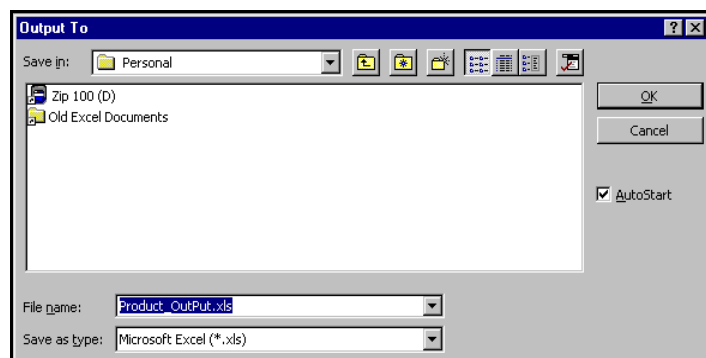 Output To
Save in: Personal
Zip 100 (D)
Old Excel Documents
OK
Cancel
AutoStart
File name: Product_OutPut.xls
Save as type: Microsoft Excel (*.xls)